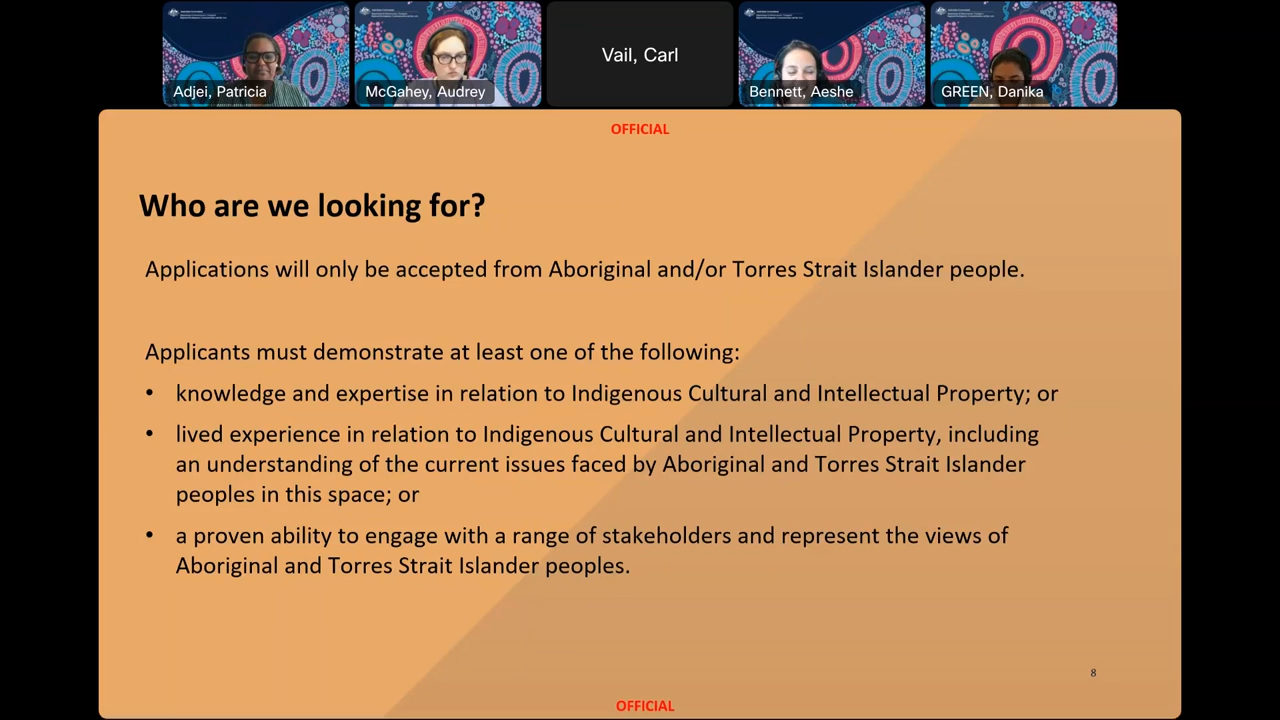 Adjei, Patricia
McGahey, Audrey
Vail, Carl
Bennett, Aeshe
GREEN, Danika
OFFICIAL
Who are we looking for?
Applications will only be accepted from Aboriginal and/or Torres Strait Islander people.
Applicants must demonstrate at least one of the following:
• knowledge and expertise in relation to Indigenous Cultural and Intellectual Property; or
• lived experience in relation to Indigenous Cultural and Intellectual Property, including
an understanding of the current issues faced by Aboriginal and Torres Strait Islander
peoples in this space; or
• a proven ability to engage with a range of stakeholders and represent the views of
Aboriginal and Torres Strait Islander peoples.
8
OFFICIAL